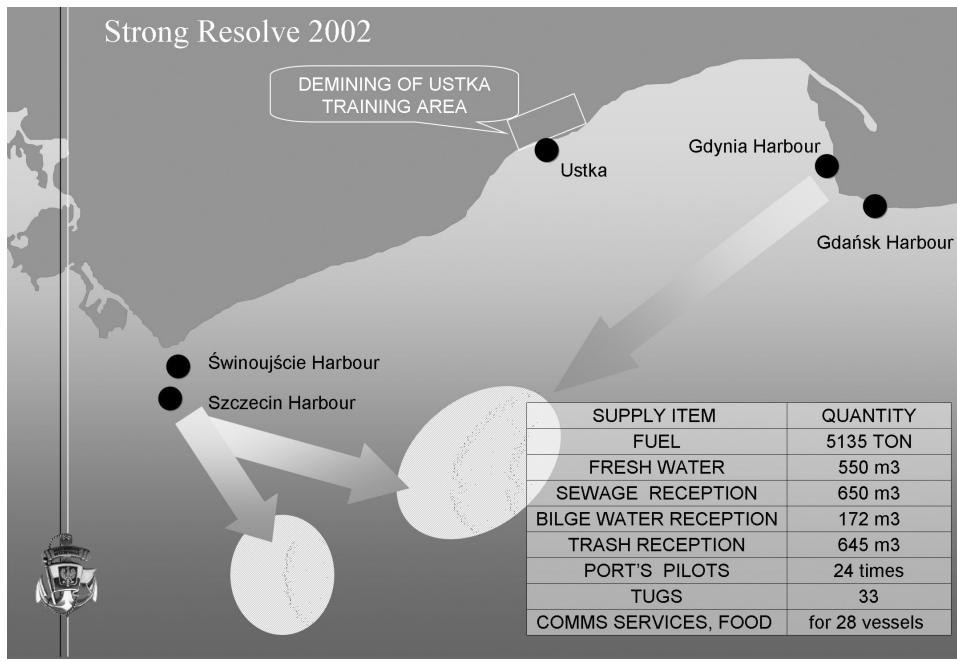 Strong Resolve 2002
DEMINING OF USTKA
TRAINING AREA
Ustka
Gdynia Harbour
Gdańsk Harbour
Świnoujście Harbour
Szczecin Harbour
SUPPLY ITEM QUANTITY
FUEL 5135 TON
FRESH WATER 550 m3
SEWAGE RECEPTION 650 m3
BILGE WATER RECEPTION 172 m3
TRASH RECEPTION 645 m3
PORT'S PILOTS 24 times
TUGS 33
COMMS SERVICES, FOOD for 28 vessels